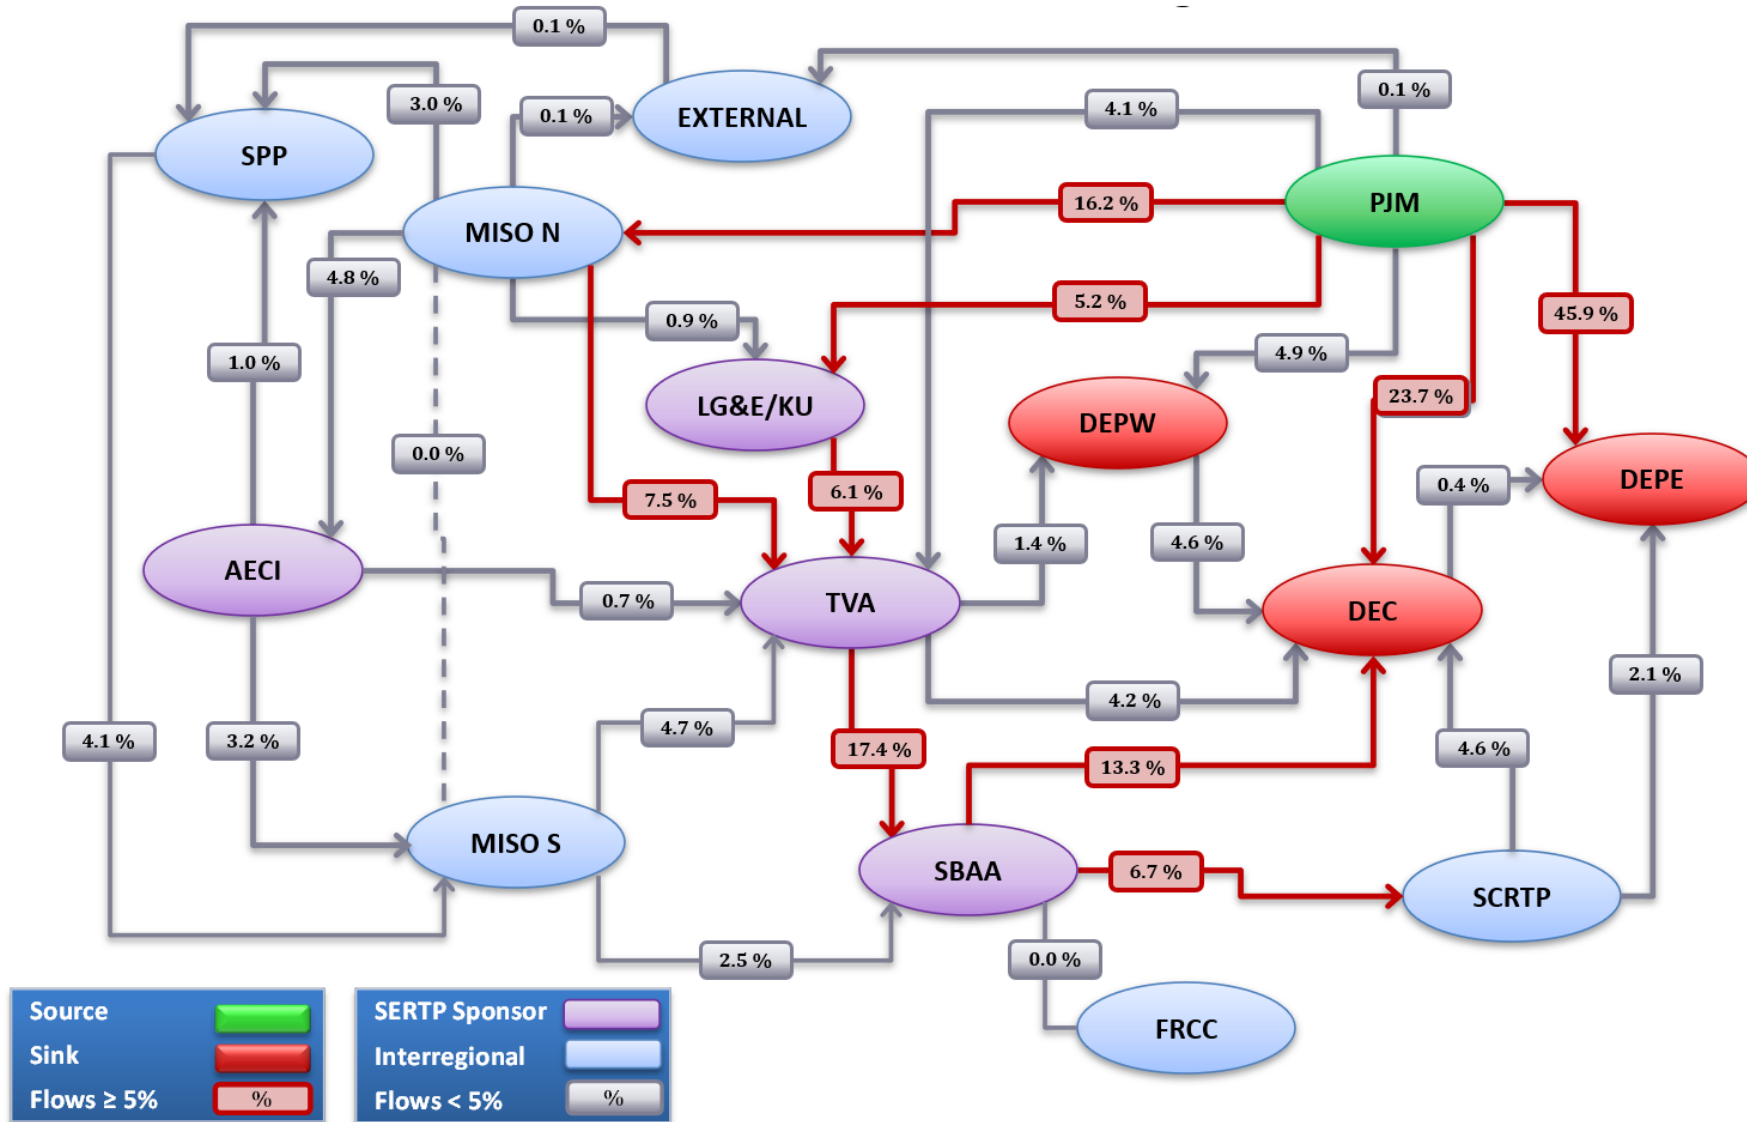 0.1 %
3.0 %
0.1 %
EXTERNAL
4.1 %
0.1 %
SPP
MISO N
16.2 %
PJM
4.8 %
0.9 %
5.2 %
4.9 %
45.9 %
1.0 %
LG&E/KU
DEPW
23.7 %
0.0 %
7.5 %
6.1 %
0.4 %
DEPE
AECI
0.7 %
TVA
1.4 %
4.6 %
DEC
4.1 %
3.2 %
4.7 %
17.4 %
4.2 %
13.3 %
4.6 %
2.1 %
MISO S
SBAA
6.7 %
SCRTP
2.5 %
0.0 %
FRCC
Source
Sink
Flows ≥ 5% %
SERTP Sponsor
Interregional
Flows < 5% %